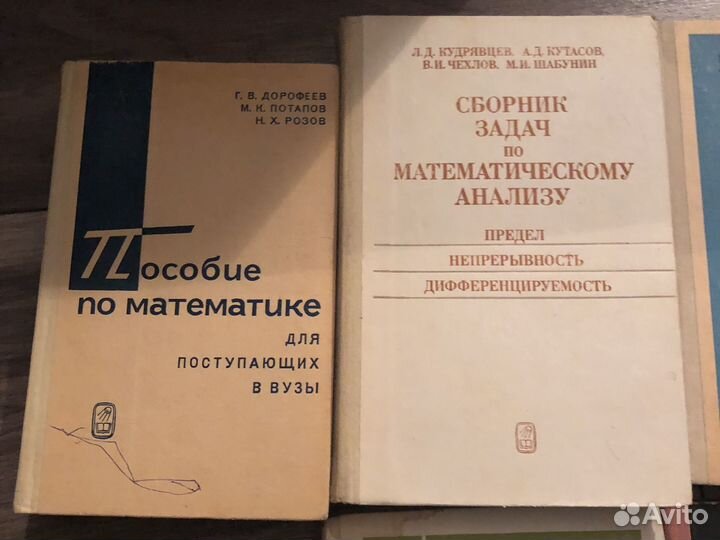 Г. В. ДОРОФЕЕВ
М. К. ПОТАПОВ
Н. Х. РОЗОВ
Пособие
по математике
ДЛЯ
ПОСТУПАЮЩИХ
В ВУЗЫ
Л. Д. КУДРЯВЦЕВ, А. Д. КУТАСОВ,
В. И. ЧЕХЛОВ, М. И. ШАБУНИН
СБОРНИК
ЗАДАЧ
ПО
МАТЕМАТИЧЕСКОМУ
АНАЛИЗУ
ПРЕДЕЛ
НЕПРЕРЫВНОСТЬ
ДИФФЕРЕНЦИРУЕМОСТЬ
Avito